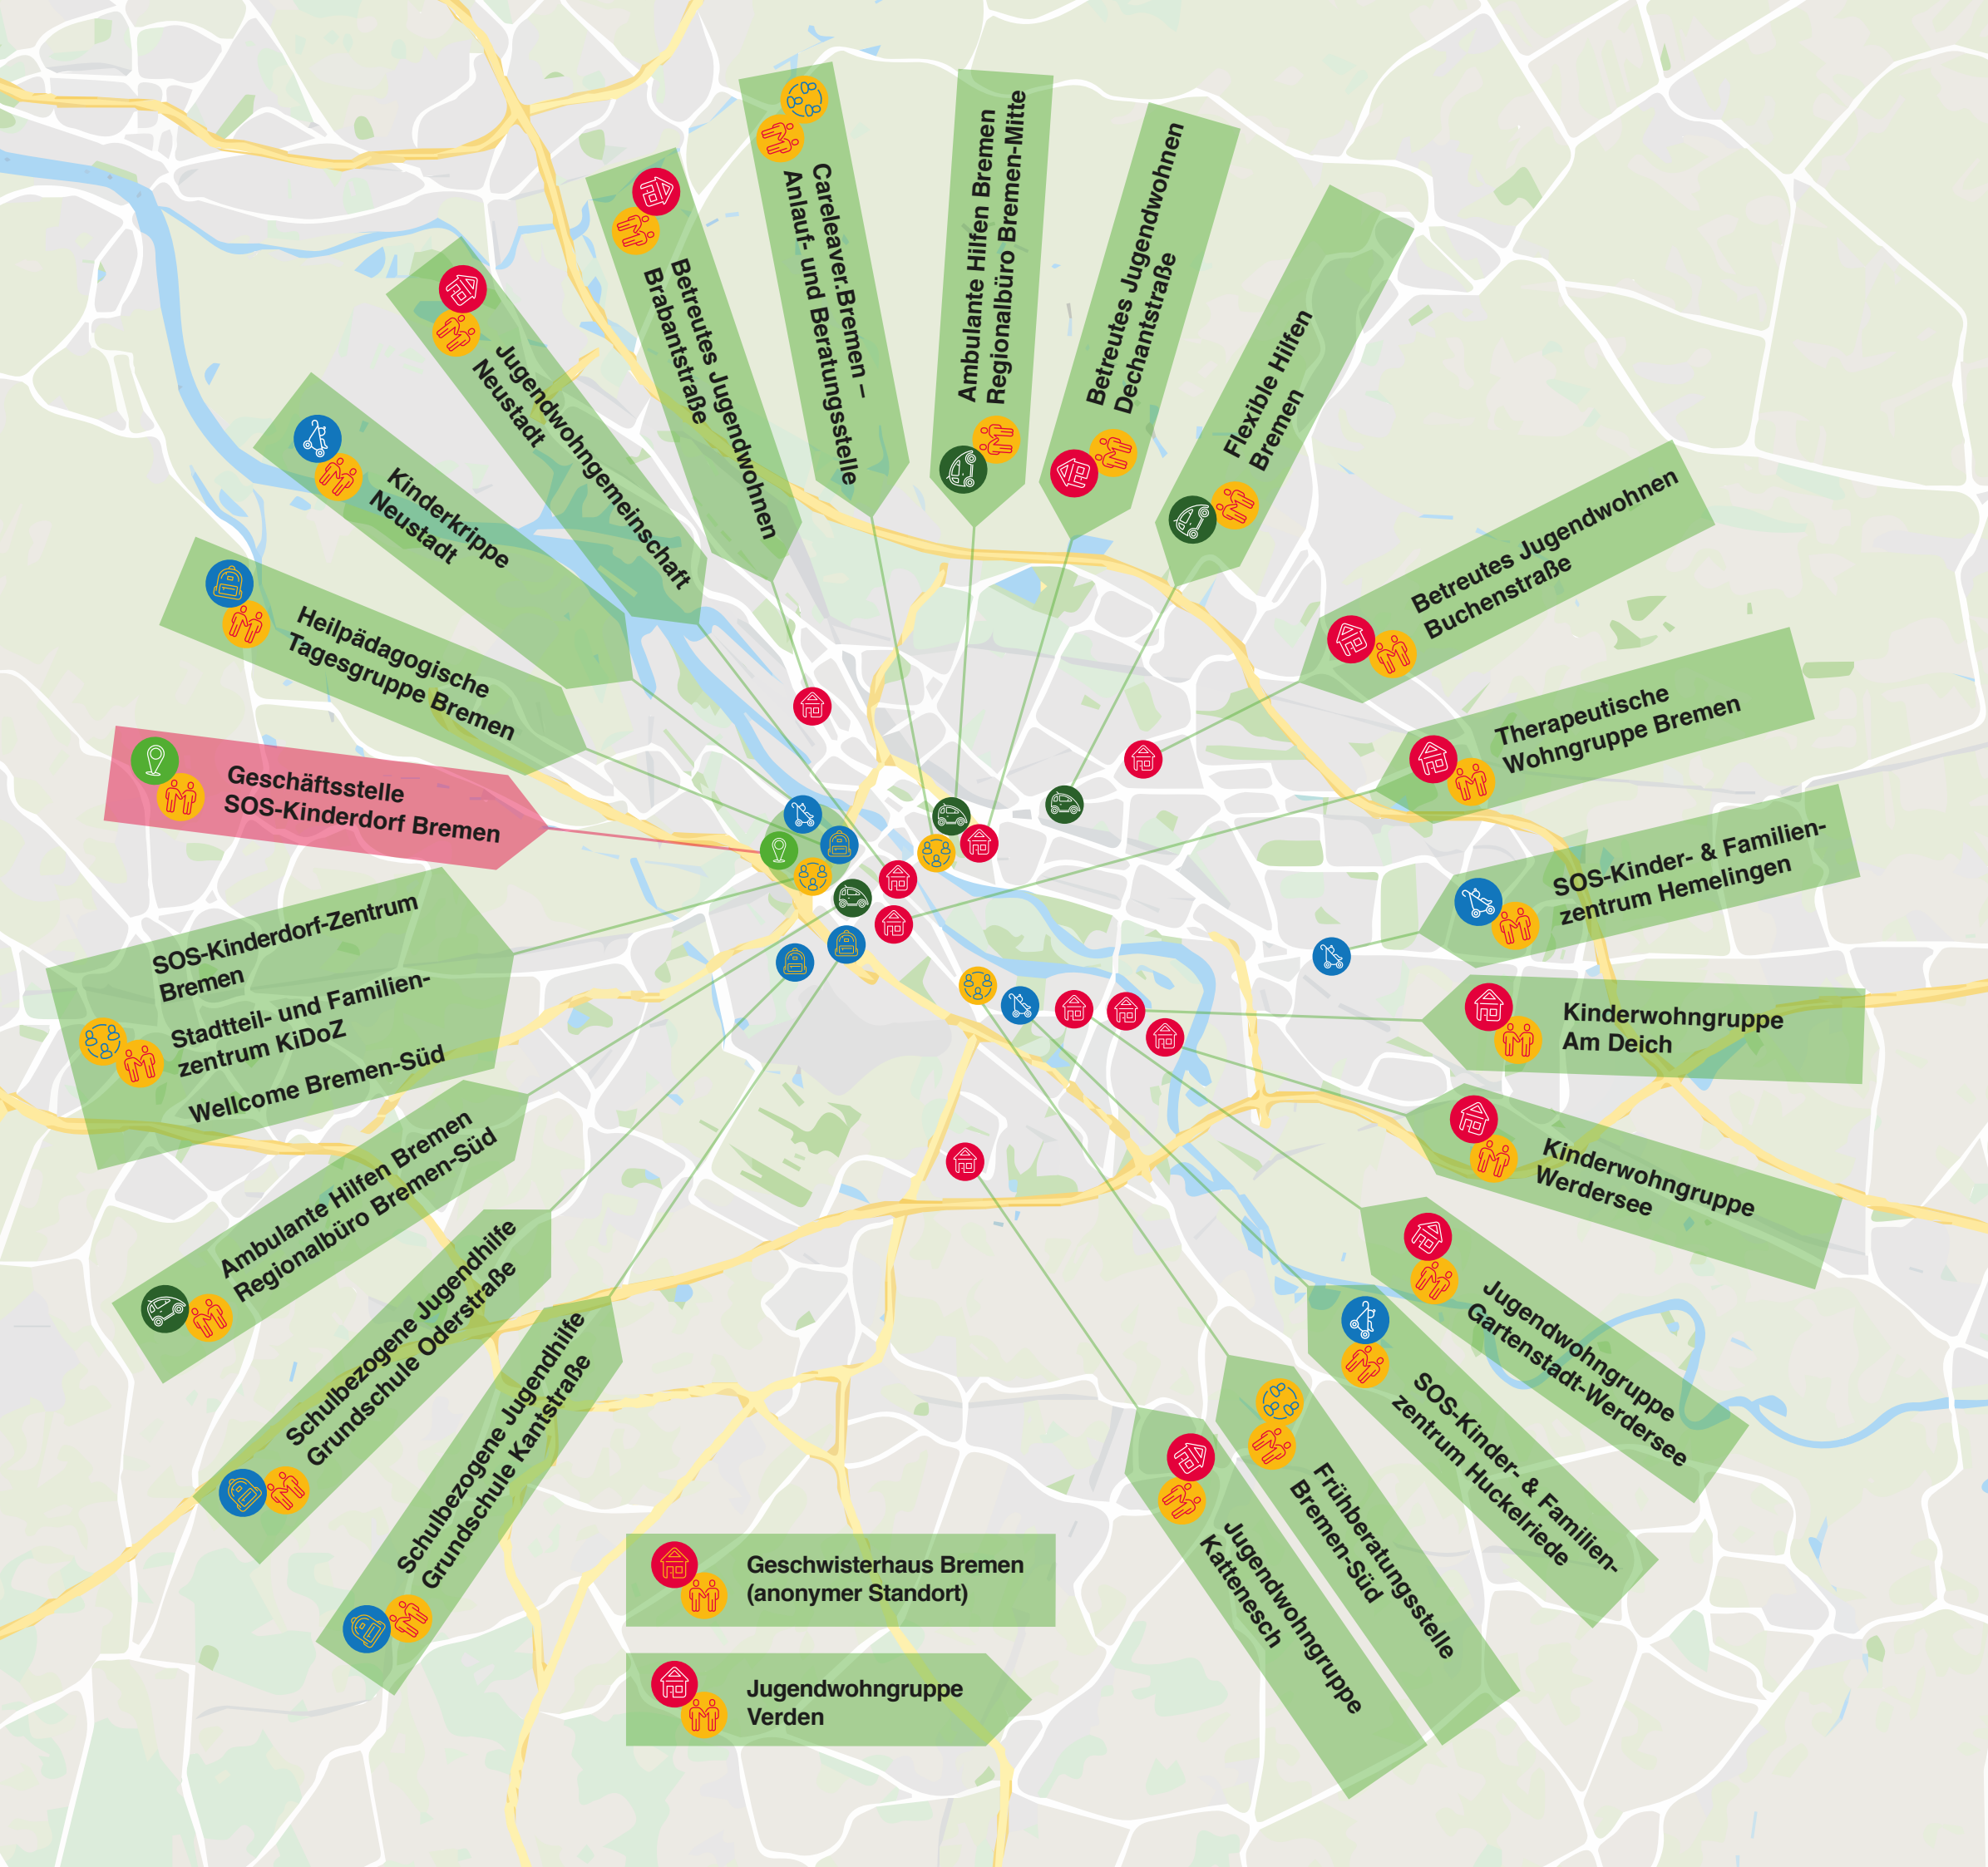 Careleaver.Bremen –
Anlauf- und Beratungsstelle
Ambulante Hilfen Bremen
Regionalbüro Bremen-Mitte
Betreutes Jugendwohnen
Dechantstraße
Flexible Hilfen
Bremen
Betreutes Jugendwohnen
Buchenstraße
Therapeutische
Wohngruppe Bremen
SOS-Kinder- & Familien-
zentrum Hemelingen
Kinderwohngruppe
Am Deich
Kinderwohngruppe
Werdersee
Jugendwohngruppe
Gartenstadt-Werdersee
SOS-Kinder- & Familien-
zentrum Huckelriede
Frühberatungsstelle
Bremen-Süd
Jugendwohngruppe
Kattenesch
Jugendwohngruppe
Verden
Geschwisterhaus Bremen
(anonymer Standort)
Schulbezogene Jugendhilfe
Grundschule Kantstraße
Schulbezogene Jugendhilfe
Grundschule Oderstraße
Ambulante Hilfen Bremen
Regionalbüro Bremen-Süd
SOS-Kinderdorf-Zentrum
Bremen
Stadtteil- und Familien-
zentrum KiDoZ
Wellcome Bremen-Süd
Geschäftsstelle
SOS-Kinderdorf Bremen
Heilpädagogische
Tagesgruppe Bremen
Kinderkrippe
Neustadt
Jugendwohngemeinschaft
Neustadt
Betreutes Jugendwohnen
Brabantstraße